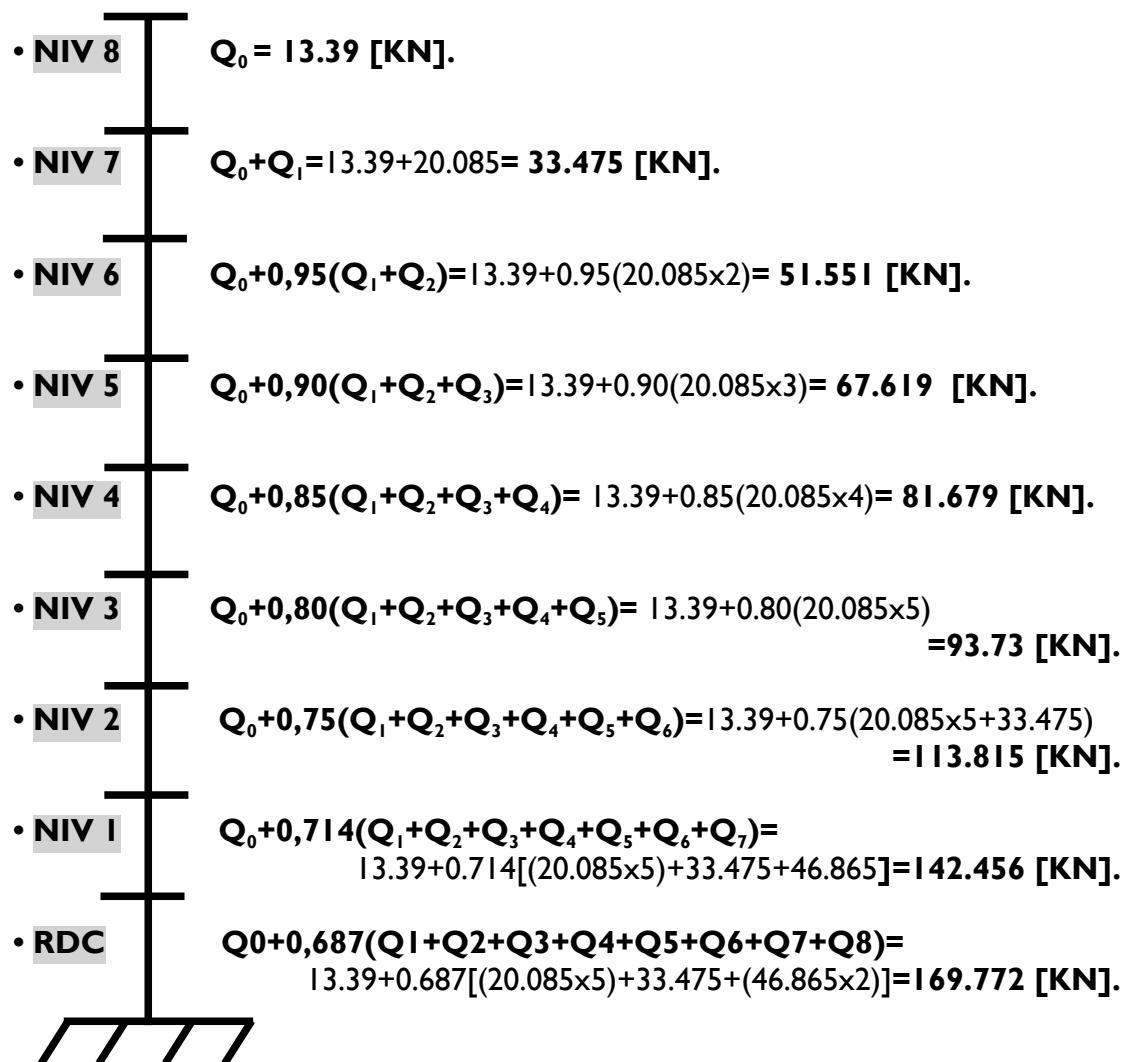 • NIV 8 Q₀ = 13.39 [KN].
• NIV 7 Q₀+Q₁=13.39+20.085= 33.475 [KN].
• NIV 6 Q₀+0,95(Q₁+Q₂)=13.39+0.95(20.085x2)= 51.551 [KN].
• NIV 5 Q₀+0,90(Q₁+Q₂+Q₃)=13.39+0.90(20.085x3)= 67.619 [KN].
• NIV 4 Q₀+0,85(Q₁+Q₂+Q₃+Q₄)= 13.39+0.85(20.085x4)= 81.679 [KN].
• NIV 3 Q₀+0,80(Q₁+Q₂+Q₃+Q₄+Q₅)= 13.39+0.80(20.085x5)
=93.73 [KN].
• NIV 2 Q₀+0,75(Q₁+Q₂+Q₃+Q₄+Q₅+Q₆)=13.39+0.75(20.085x5+33.475)
=113.815 [KN].
• NIV 1 Q₀+0,714(Q₁+Q₂+Q₃+Q₄+Q₅+Q₆+Q₇)=
13.39+0.714[(20.085x5)+33.475+46.865]=142.456 [KN].
• RDC Q0+0,687(Q1+Q2+Q3+Q4+Q5+Q6+Q7+Q8)=
13.39+0.687[(20.085x5)+33.475+(46.865x2)]=169.772 [KN].